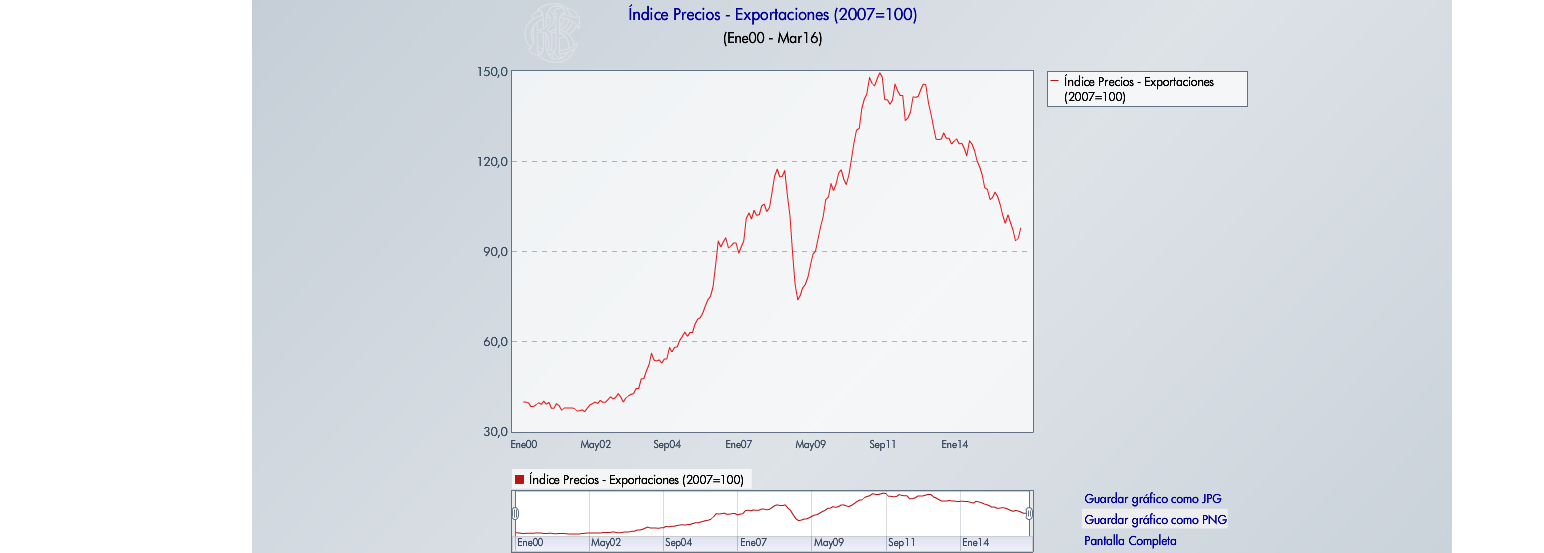 Índice Precios - Exportaciones (2007=100)
(Ene00 - Mar16)
150,0
120,0
90,0
60,0
30,0
Ene00 May02 Sep04 Ene07 May09 Sep11 Ene14
Índice Precios - Exportaciones
(2007=100)
Índice Precios - Exportaciones (2007=100)
Ene00 May02 Sep04 Ene07 May09 Sep11 Ene14
Guardar gráfico como JPG
Guardar gráfico como PNG
Pantalla Completa